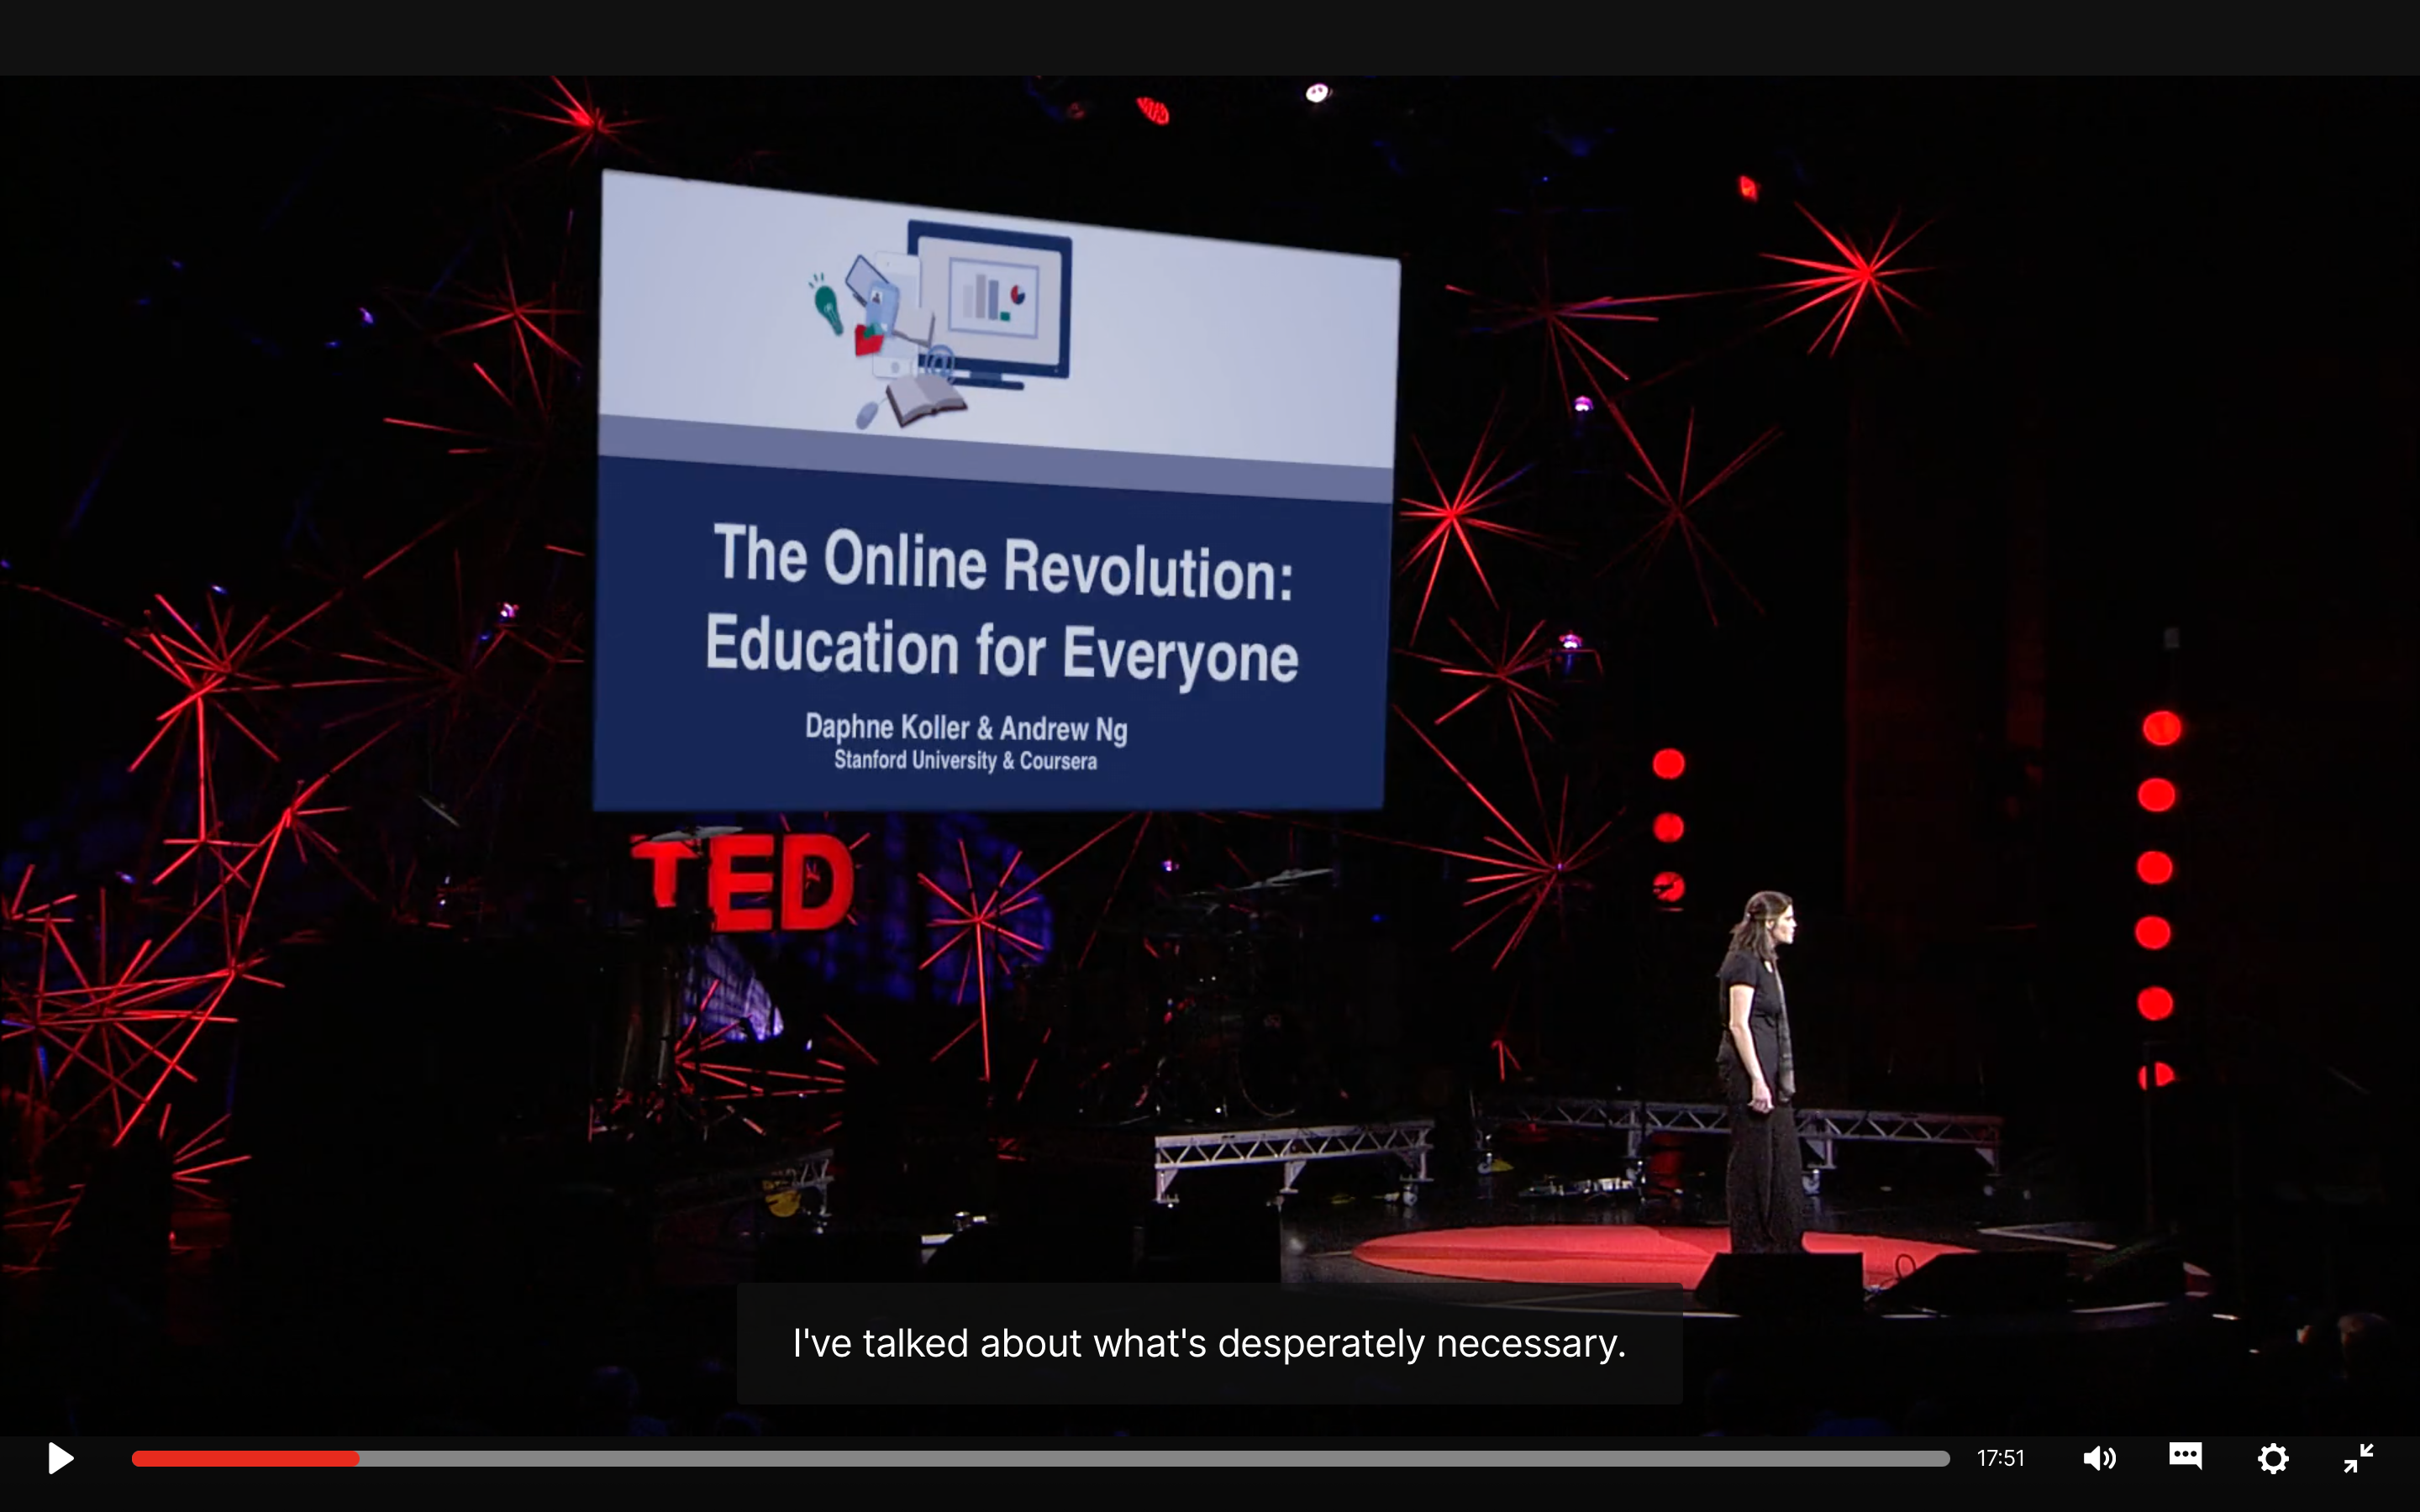 The Online Revolution:
Education for Everyone
Daphne Koller & Andrew Ng
Stanford University & Coursera
TED
I've talked about what's desperately necessary.
17:51